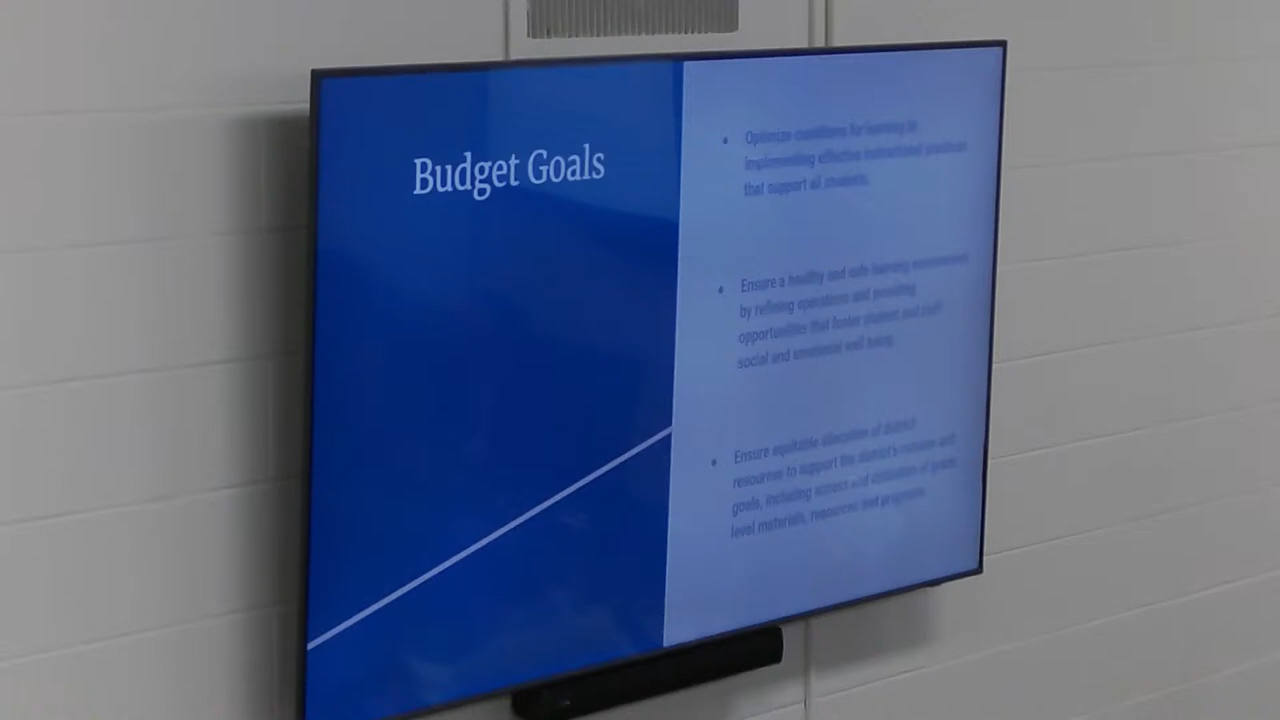 Budget Goals
Optimize conditions for learning by
implementing effective instructional practices
that support all students.
Ensure a healthy and safe learning environment
by refining operations and providing
opportunities that foster student and staff
social and emotional well being.
Ensure equitable allocation of district
resources to support the district's mission and
goals, including access and utilization of grade
level materials, resources and programs.